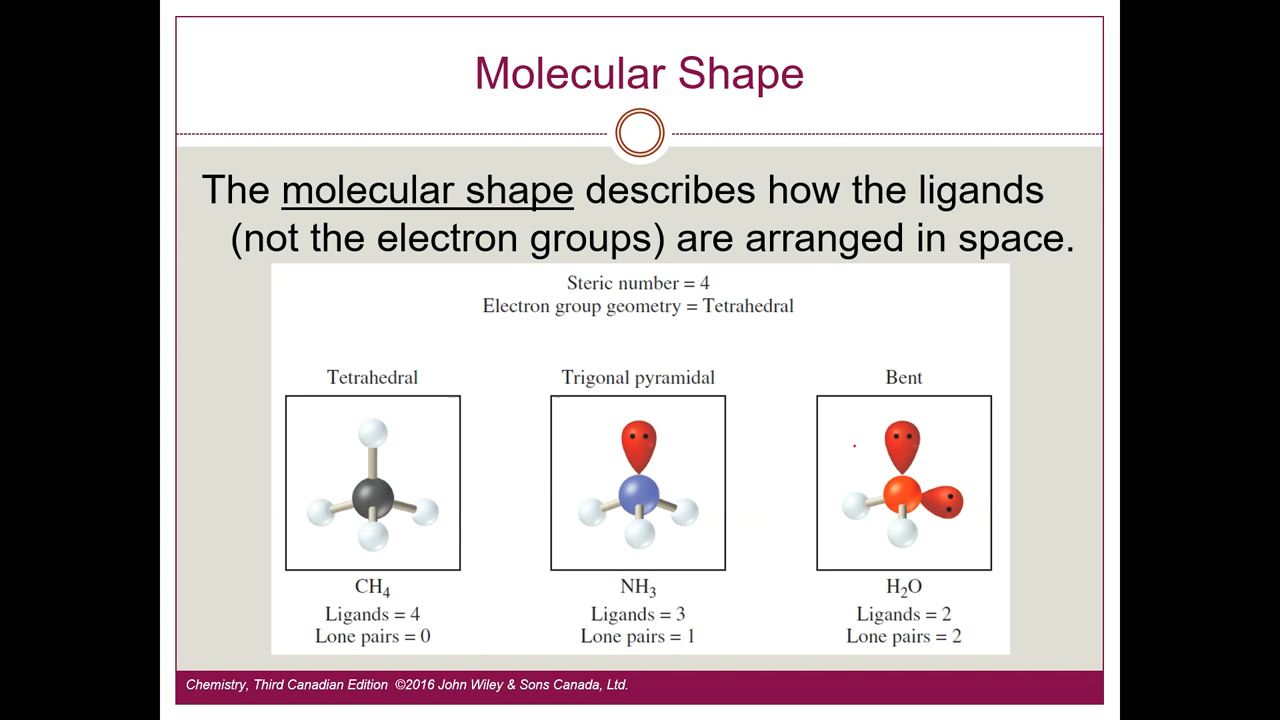 Molecular Shape
The molecular shape describes how the ligands
(not the electron groups) are arranged in space.
Steric number = 4
Electron group geometry = Tetrahedral
Tetrahedral
Trigonal pyramidal
Bent
CH₄
NH₃
H₂O
Ligands = 4
Ligands = 3
Ligands = 2
Lone pairs = 0
Lone pairs = 1
Lone pairs = 2
Chemistry, Third Canadian Edition ©2016 John Wiley & Sons Canada, Ltd.